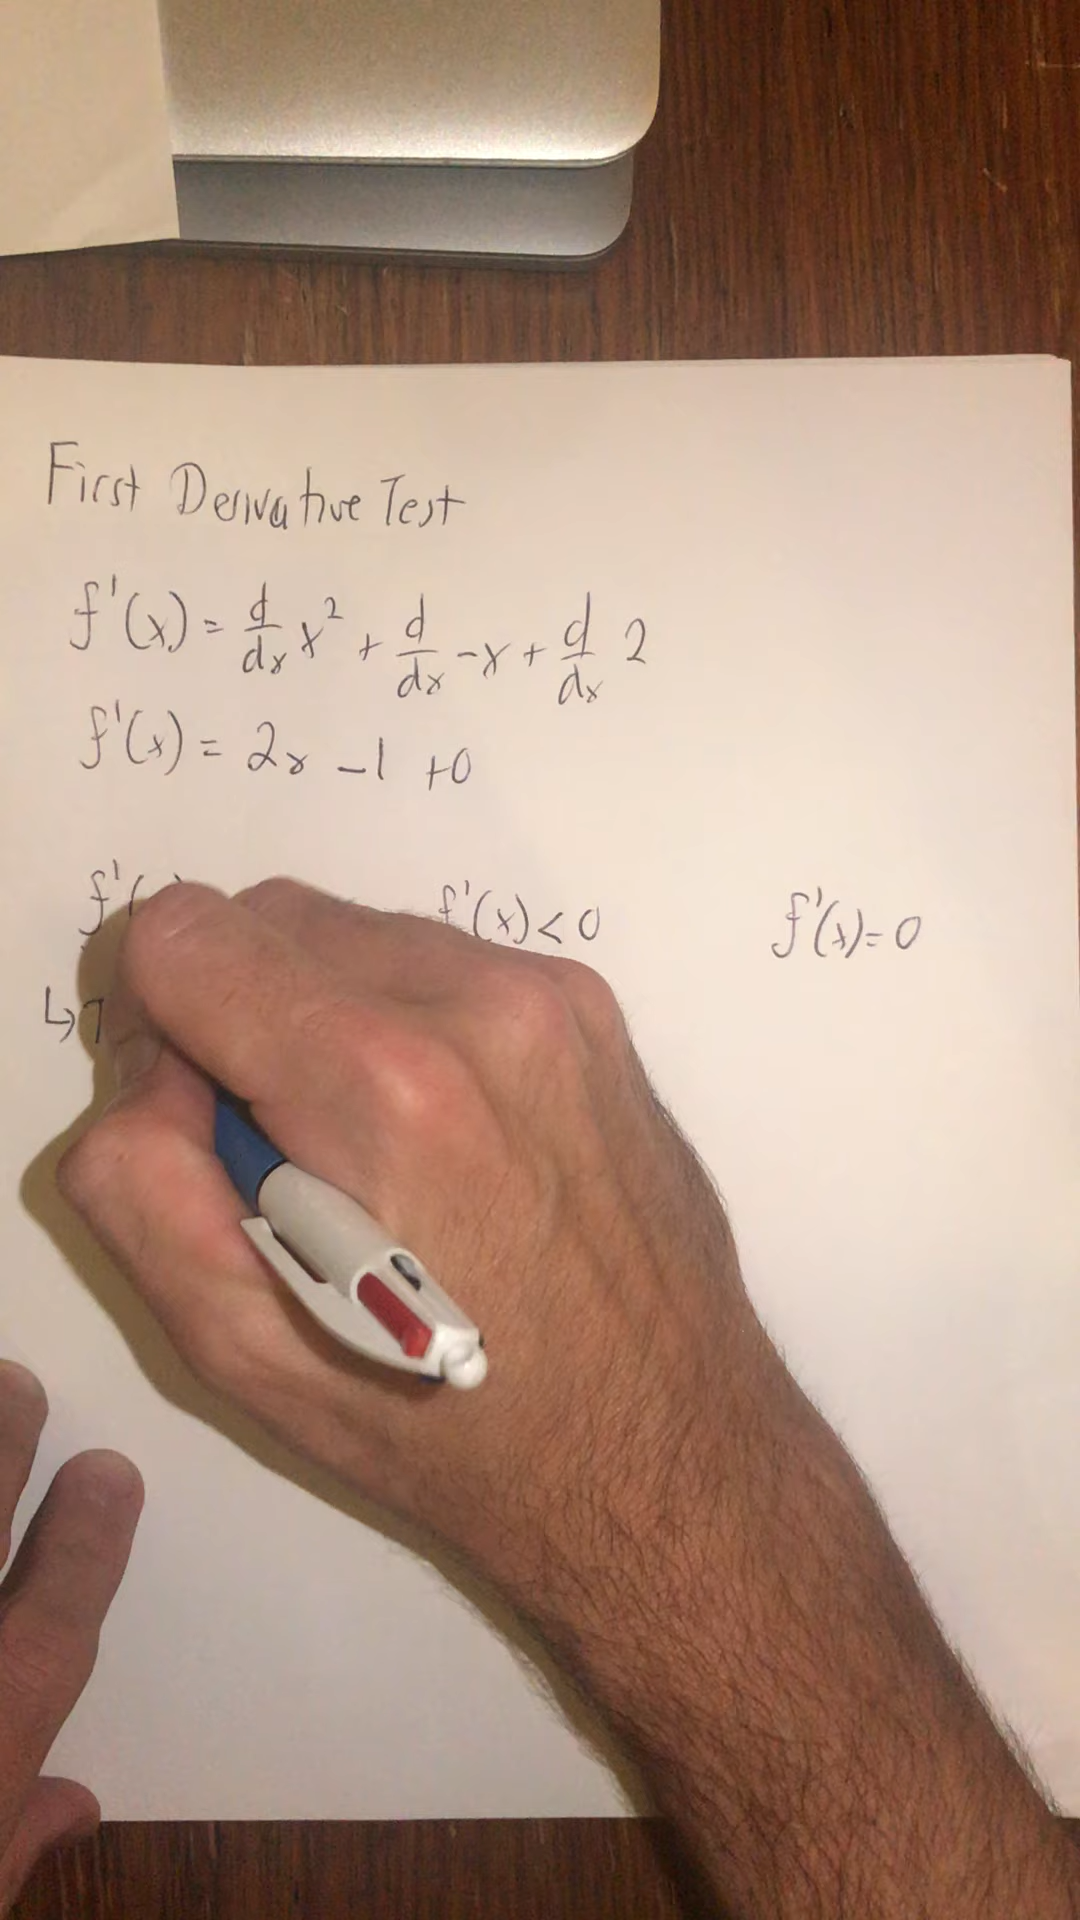 First Derivative Test
f'(x) = d/dx x² + d/dx -x + d/dx 2
f'(x) = 2x -1 +0
f'( f'(x) < 0 f'(x) = 0
↳